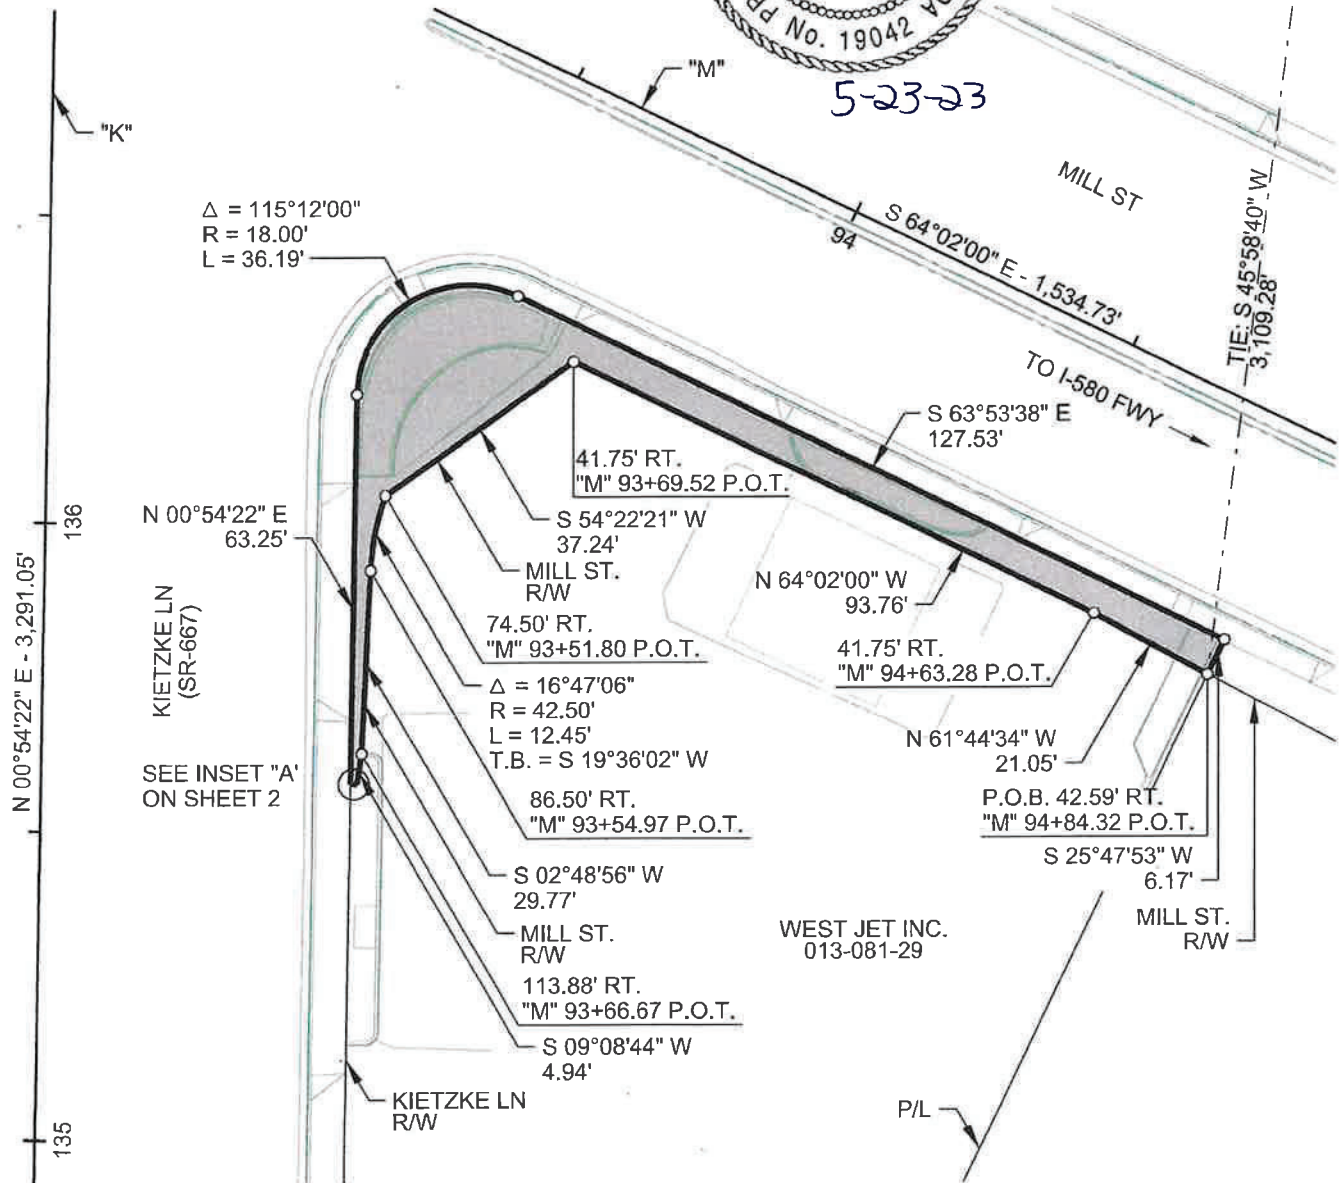 No. 19042
5-23-23
"M"
"K"
MILL ST
Δ = 115°12'00"
R = 18.00'
L = 36.19'
S 64°02'00" E - 1,534.73'
94
TIE: S 45°58'40" W
3,109.28'
TO I-580 FWY
S 63°53'38" E
127.53'
41.75' RT.
"M" 93+69.52 P.O.T.
N 00°54'22" E
63.25'
136
S 54°22'21" W
37.24'
MILL ST.
R/W
N 64°02'00" W
93.76'
N 00°54'22" E - 3,291.05'
KIETZKE LN
(SR-667)
74.50' RT.
"M" 93+51.80 P.O.T.
41.75' RT.
"M" 94+63.28 P.O.T.
Δ = 16°47'06"
R = 42.50'
L = 12.45'
T.B. = S 19°36'02" W
N 61°44'34" W
21.05'
SEE INSET "A'
ON SHEET 2
86.50' RT.
"M" 93+54.97 P.O.T.
P.O.B. 42.59' RT.
"M" 94+84.32 P.O.T.
S 25°47'53" W
6.17'
S 02°48'56" W
29.77'
MILL ST.
R/W
WEST JET INC.
013-081-29
MILL ST.
R/W
113.88' RT.
"M" 93+66.67 P.O.T.
S 09°08'44" W
4.94'
KIETZKE LN
R/W
P/L
135